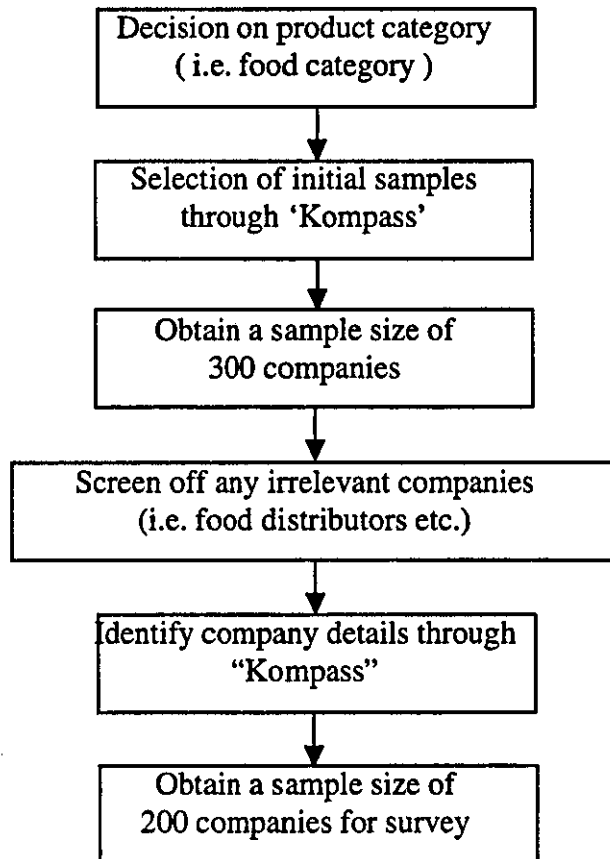 Decision on product category
( i.e. food category )
Selection of initial samples
through ‘Kompass’
Obtain a sample size of
300 companies
Screen off any irrelevant companies
(i.e. food distributors etc.)
Identify company details through
“Kompass”
Obtain a sample size of
200 companies for survey